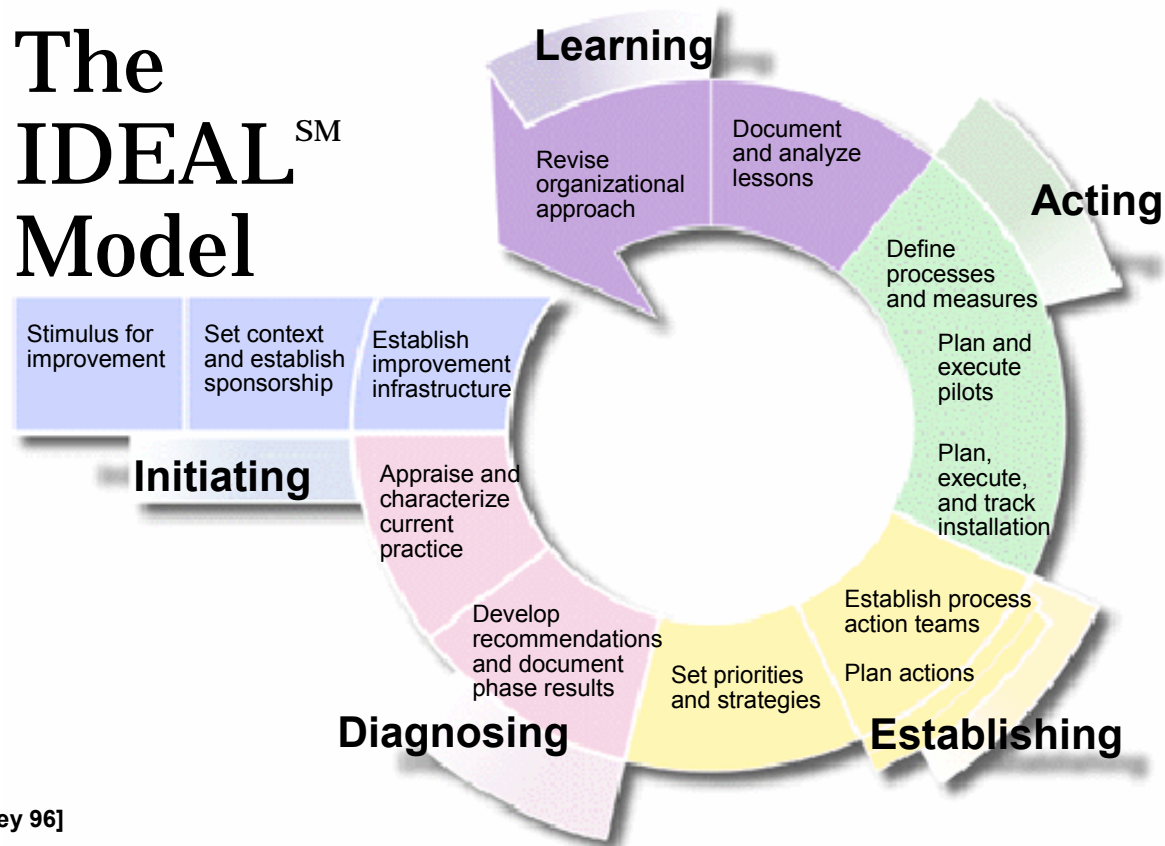 The
IDEAL SM
Model
Learning
Revise
organizational
approach
Document
and analyze
lessons
Acting
Define
processes
and measures
Plan and
execute
pilots
Plan,
execute,
and track
installation
Stimulus for
improvement
Set context
and establish
sponsorship
Establish
improvement
infrastructure
Initiating
Appraise and
characterize
current
practice
Develop
recommendations
and document
phase results
Diagnosing
Set priorities
and strategies
Establish process
action teams
Plan actions
Establishing
ey 96]